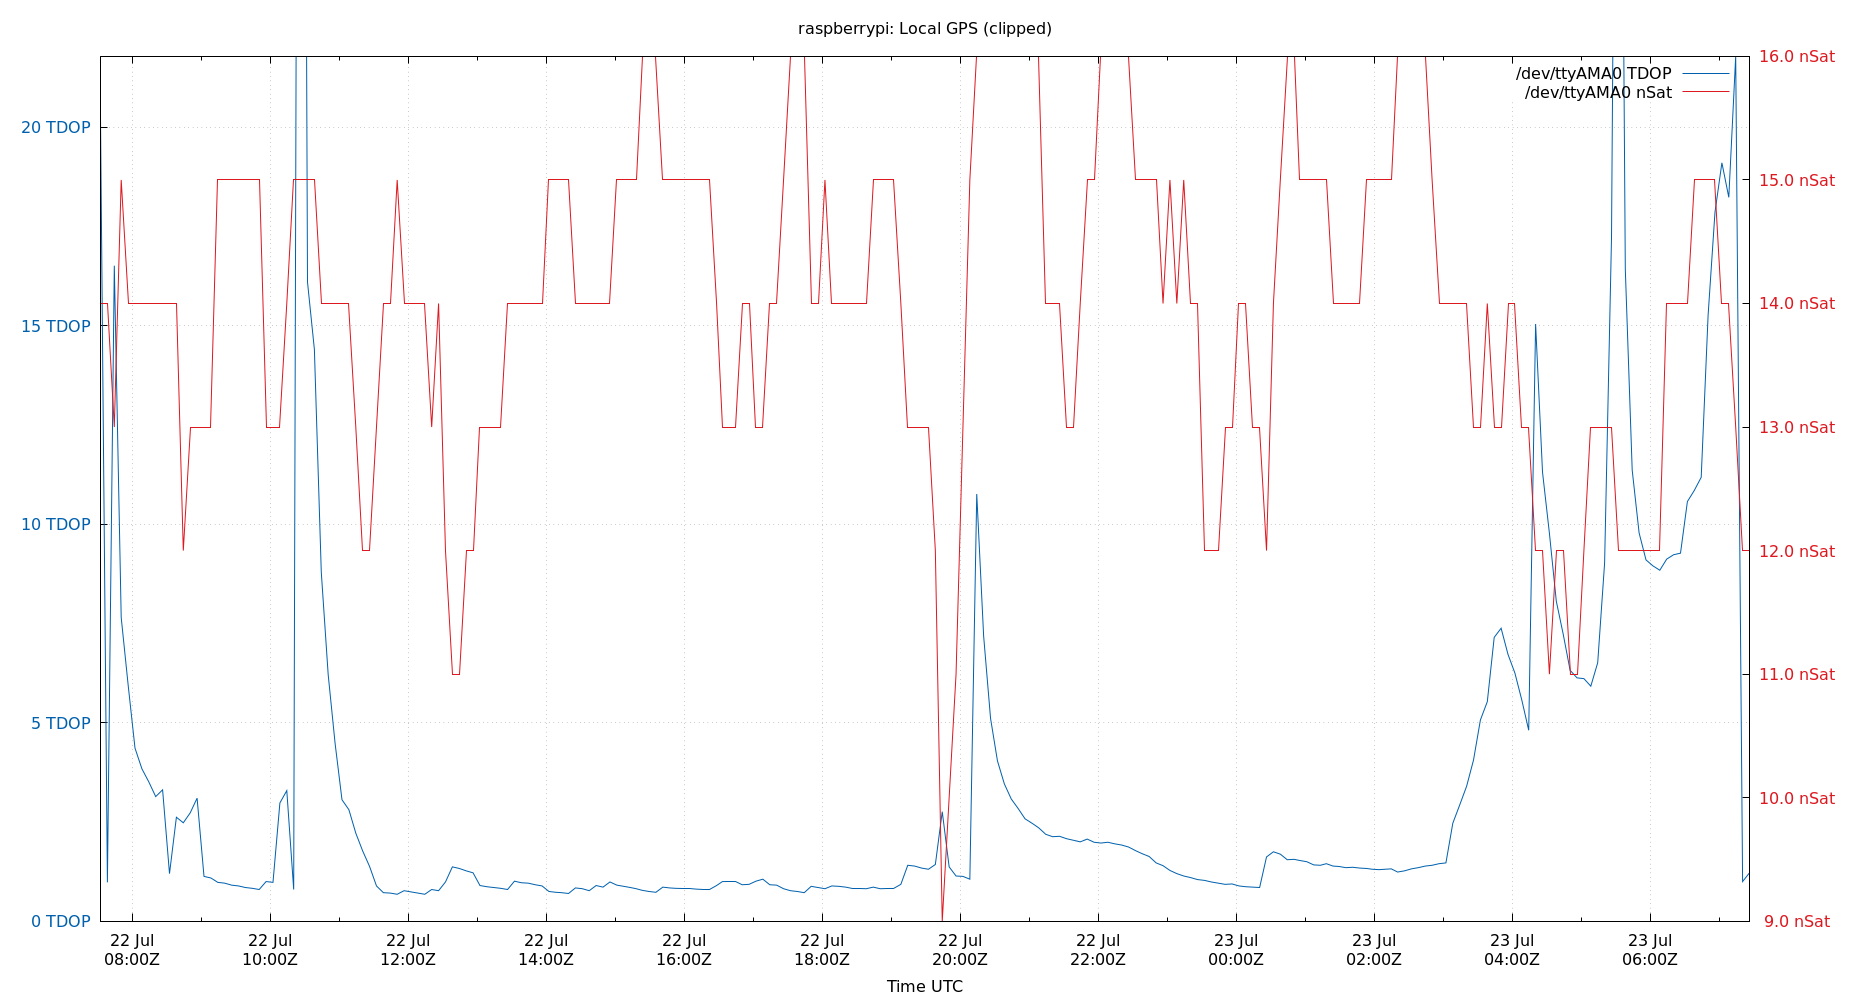 raspberrypi: Local GPS (clipped)
/dev/ttyAMA0 TDOP
/dev/ttyAMA0 nSat
20 TDOP
15 TDOP
10 TDOP
5 TDOP
0 TDOP
16.0 nSat
15.0 nSat
14.0 nSat
13.0 nSat
12.0 nSat
11.0 nSat
10.0 nSat
9.0 nSat
22 Jul
08:00Z
22 Jul
10:00Z
22 Jul
12:00Z
22 Jul
14:00Z
22 Jul
16:00Z
22 Jul
18:00Z
22 Jul
20:00Z
22 Jul
22:00Z
23 Jul
00:00Z
23 Jul
02:00Z
23 Jul
04:00Z
23 Jul
06:00Z
Time UTC